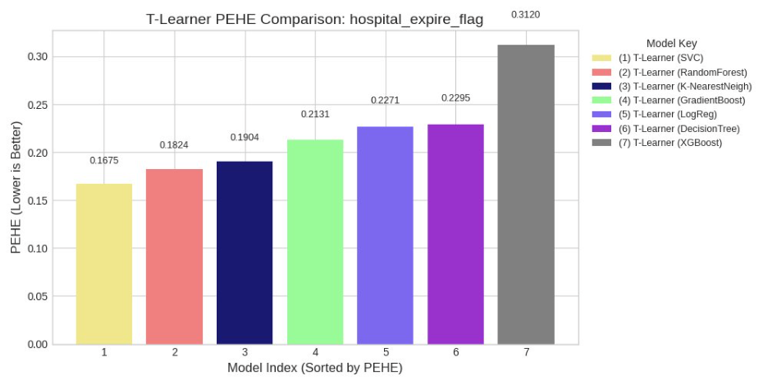 T-Learner PEHE Comparison: hospital_expire_flag
0.3120
0.2295
0.2271
0.2131
0.1904
0.1824
0.1675
PEHE (Lower is Better)
0.30
0.25
0.20
0.15
0.10
0.05
0.00
1 2 3 4 5 6 7
Model Index (Sorted by PEHE)
Model Key
(1) T-Learner (SVC)
(2) T-Learner (RandomForest)
(3) T-Learner (K-NearestNeigh)
(4) T-Learner (GradientBoost)
(5) T-Learner (LogReg)
(6) T-Learner (DecisionTree)
(7) T-Learner (XGBoost)